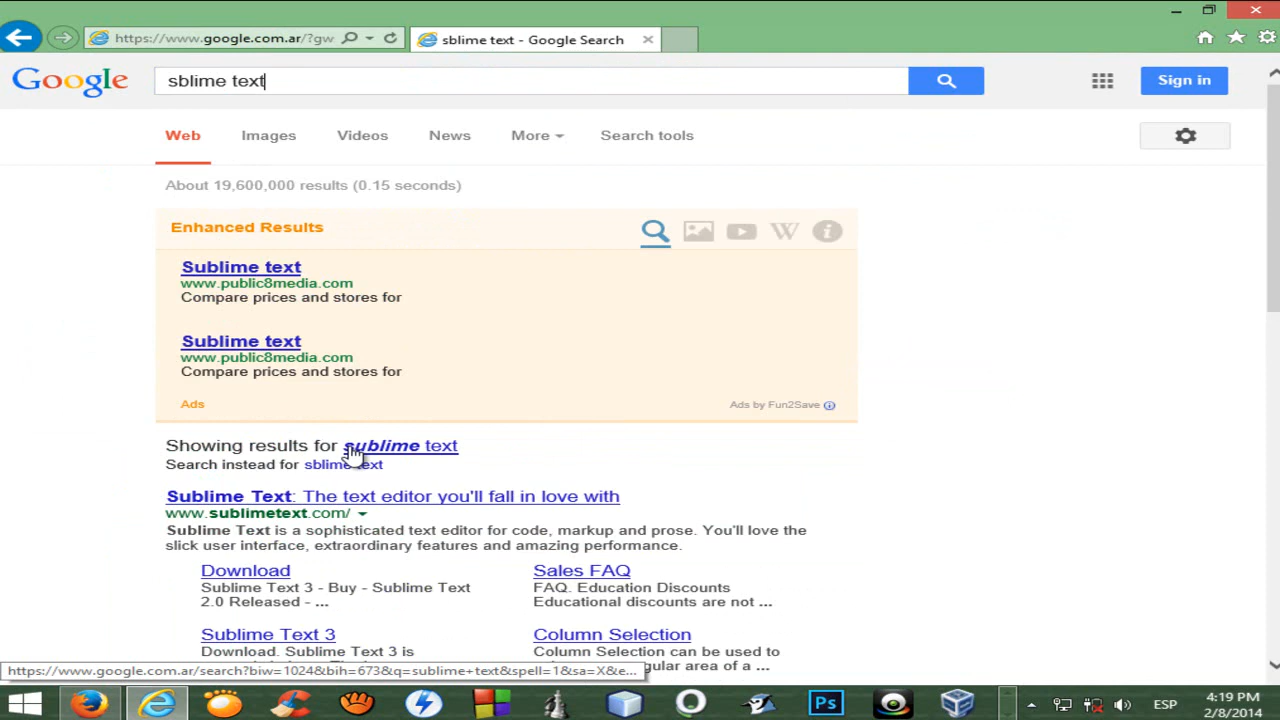 https://www.google.com.ar/?gw
sblime text - Google Search
Google
sblime text
Sign in
Web Images Videos News More Search tools
About 19,600,000 results (0.15 seconds)
Enhanced Results
Sublime text
www.public8media.com
Compare prices and stores for
Sublime text
www.public8media.com
Compare prices and stores for
Ads
Ads by Fun2Save
Showing results for sublime text
Search instead for sblime text
Sublime Text: The text editor you'll fall in love with
www.sublimetext.com/
Sublime Text is a sophisticated text editor for code, markup and prose. You'll love the
slick user interface, extraordinary features and amazing performance.
Download
Sublime Text 3 - Buy - Sublime Text
2.0 Released - ...
Sales FAQ
FAQ. Education Discounts
Educational discounts are not ...
Sublime Text 3
Download. Sublime Text 3 is
Column Selection
Column Selection can be used to
area of a ...
https://www.google.com.ar/search?biw=1024&bih=673&q=sublime+text&spell=1&sa=X&e...
Ps
ESP
4:19 PM
2/8/2014